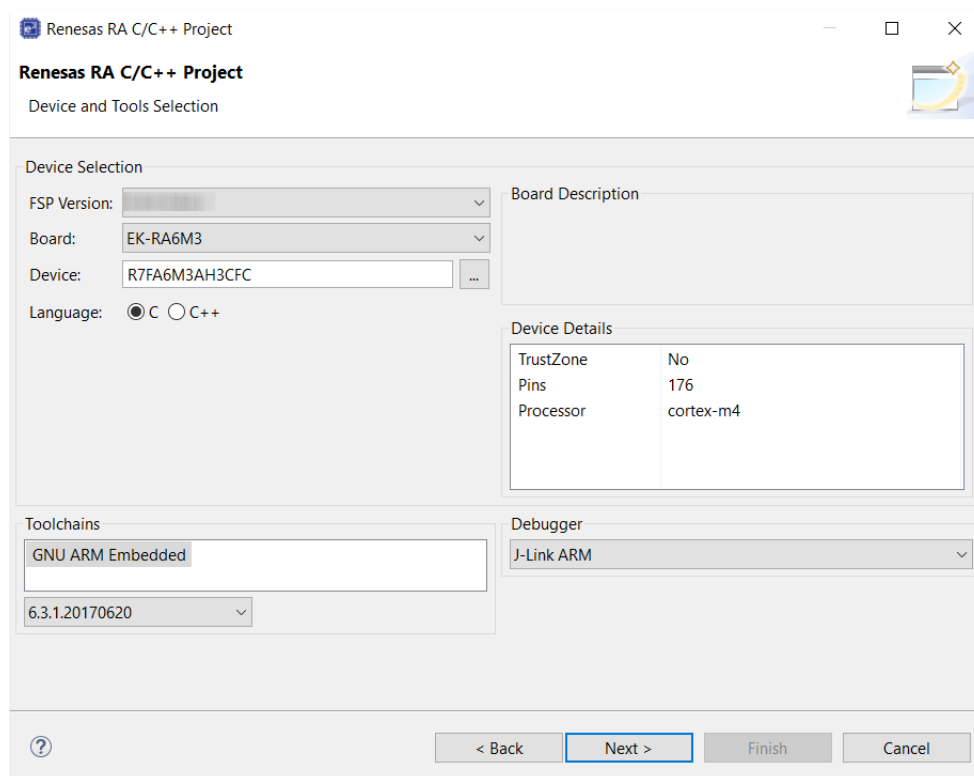 Renesas RA C/C++ Project
Renesas RA C/C++ Project
Device and Tools Selection
Device Selection
FSP Version:
Board: EK-RA6M3
Device: R7FA6M3AH3CFC ...
Language: C C++
Board Description
Device Details
TrustZone No
Pins 176
Processor cortex-m4
Toolchains
GNU ARM Embedded
6.3.1.20170620
Debugger
J-Link ARM
? < Back Next > Finish Cancel